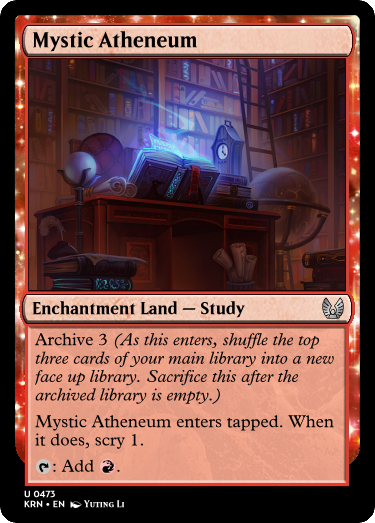 Mystic Atheneum
Enchantment Land — Study
Archive 3 (As this enters, shuffle the top
three cards of your main library into a new
face up library. Sacrifice this after the
archived library is empty.)
Mystic Atheneum enters tapped. When
it does, scry 1.
: Add .
U 0473
KRN • EN Yuting Li